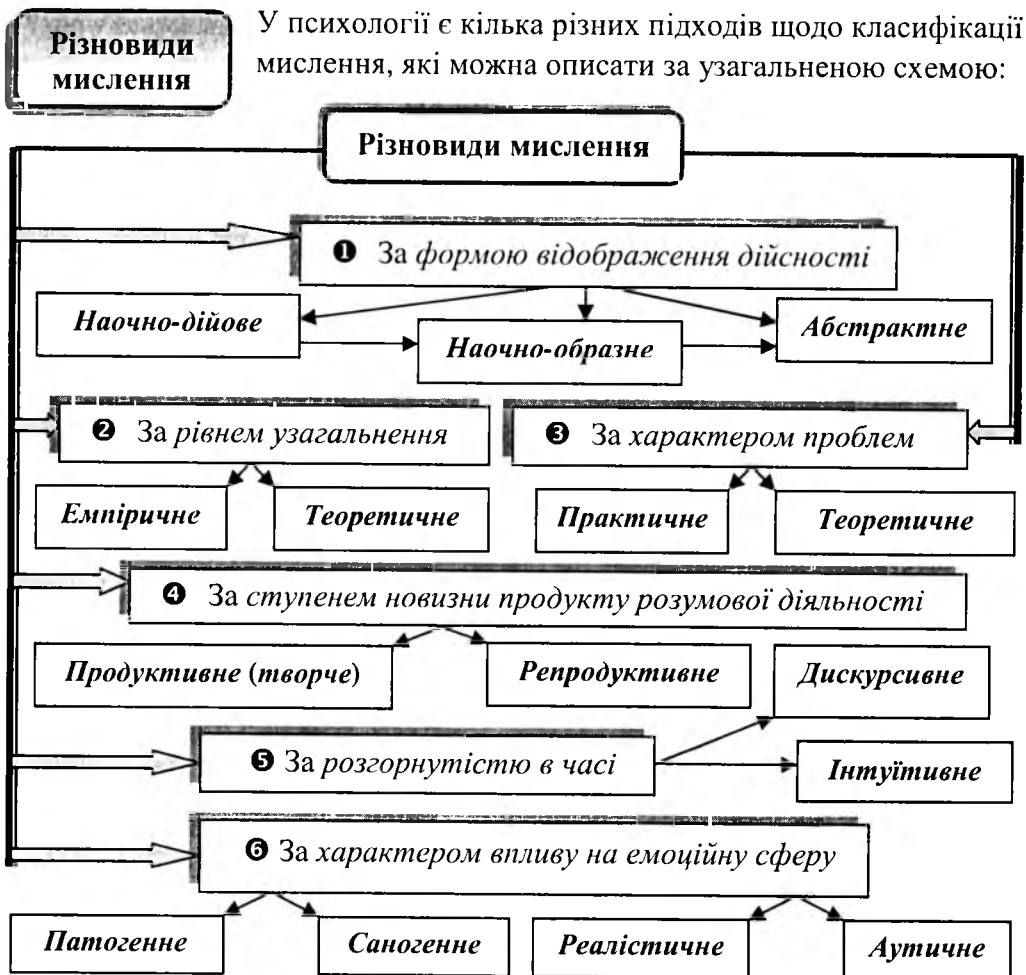 Різновиди
мислення
У психології є кілька різних підходів щодо класифікації
мислення, які можна описати за узагальненою схемою:
Різновиди мислення
❶ За формою відображення дійсності
Наочно-дійове
Наочно-образне
Абстрактне
❷ За рівнем узагальнення
❸ За характером проблем
Емпіричне
Теоретичне
Практичне
Теоретичне
❹ За ступенем новизни продукту розумової діяльності
Продуктивне (творче)
Репродуктивне
Дискурсивне
❺ За розгорнутістю в часі
Інтуїтивне
❻ За характером впливу на емоційну сферу
Патогенне
Саногенне
Реалістичне
Аутичне